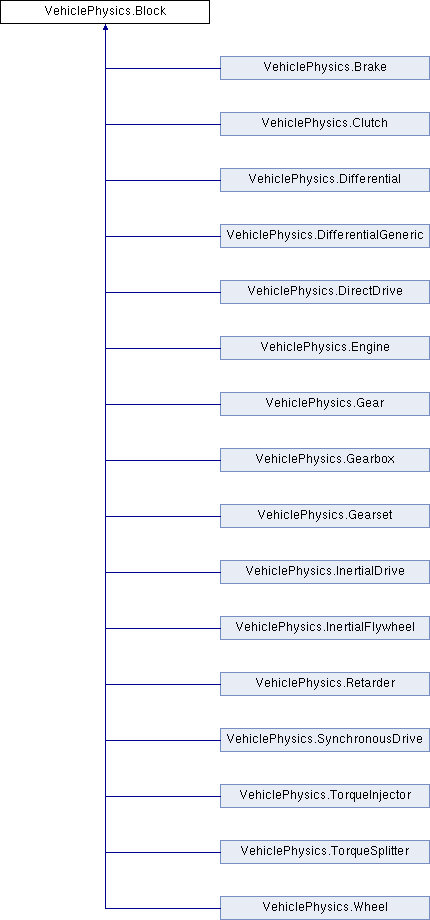 VehiclePhysics.Block
VehiclePhysics.Brake
VehiclePhysics.Clutch
VehiclePhysics.Differential
VehiclePhysics.DifferentialGeneric
VehiclePhysics.DirectDrive
VehiclePhysics.Engine
VehiclePhysics.Gear
VehiclePhysics.Gearbox
VehiclePhysics.Gearset
VehiclePhysics.InertialDrive
VehiclePhysics.InertialFlywheel
VehiclePhysics.Retarder
VehiclePhysics.SynchronousDrive
VehiclePhysics.TorqueInjector
VehiclePhysics.TorqueSplitter
VehiclePhysics.Wheel